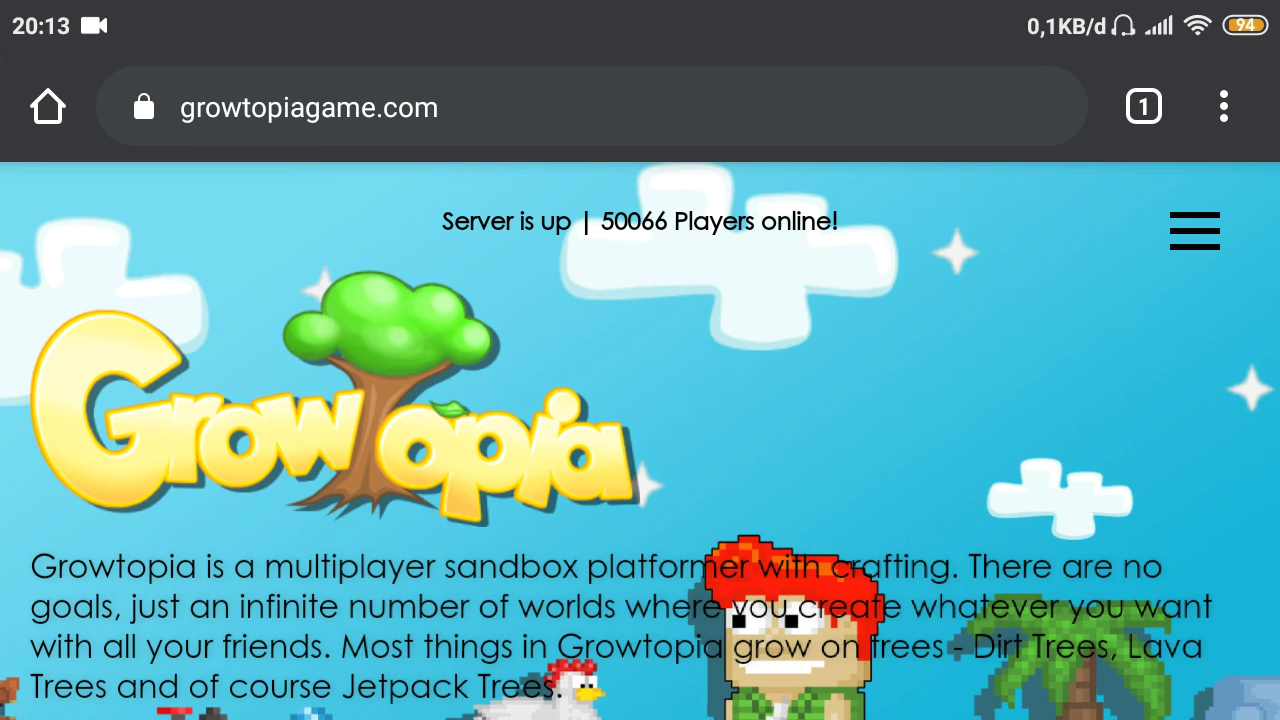 20:13
0,1KB/d
94
growtopiagame.com
1
Server is up | 50066 Players online!
Growtopia
Growtopia is a multiplayer sandbox platformer with crafting. There are no
goals, just an infinite number of worlds where you create whatever you want
with all your friends. Most things in Growtopia grow on trees - Dirt Trees, Lava
Trees and of course Jetpack Trees.